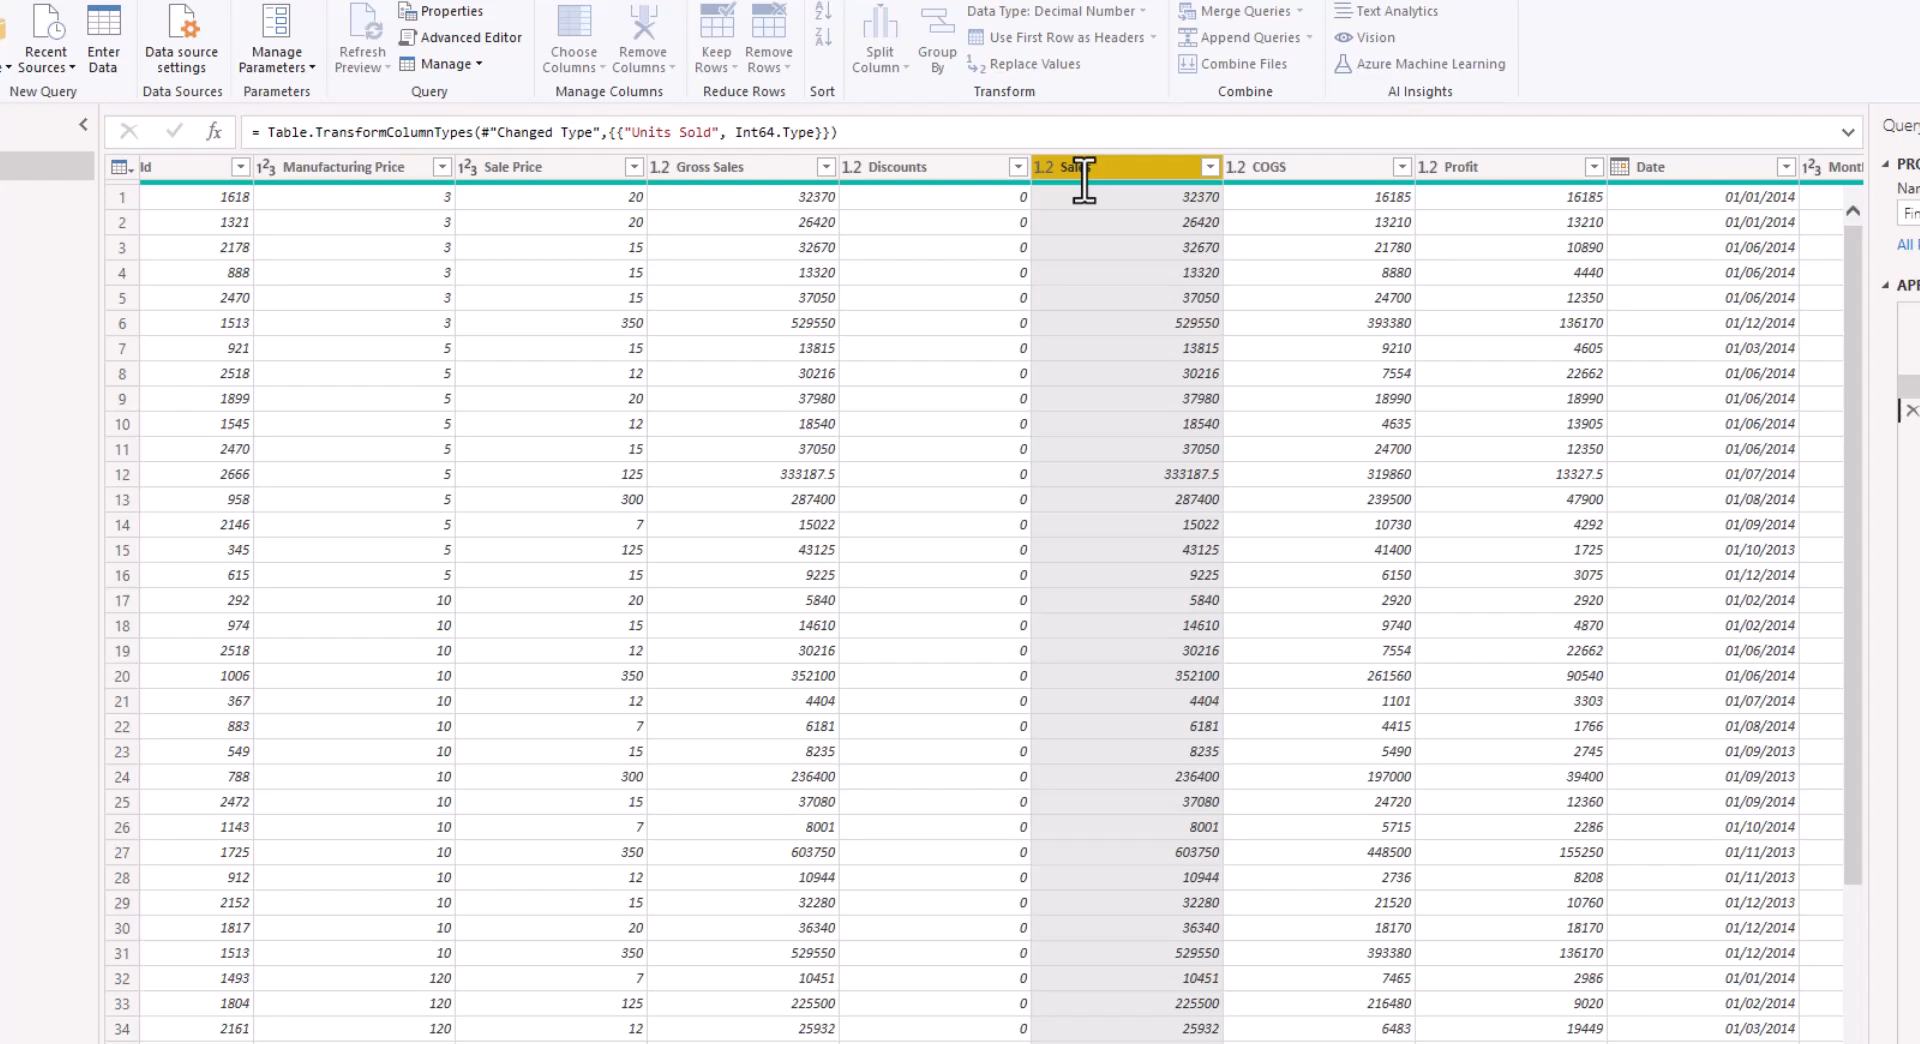 Recent Sources
Enter Data
New Query
Data source settings
Data Sources
Manage Parameters
Parameters
Refresh Preview
Properties
Advanced Editor
Manage
Query
Choose Columns
Remove Columns
Manage Columns
Keep Rows
Remove Rows
Reduce Rows
Sort
Split Column
Group By
Data Type: Decimal Number
Use First Row as Headers
Replace Values
Transform
Merge Queries
Append Queries
Combine Files
Combine
Text Analytics
Vision
Azure Machine Learning
AI Insights
= Table.TransformColumnTypes(#"Changed Type",{{"Units Sold", Int64.Type}})
Manufacturing Price Sale Price 1.2 Gross Sales 1.2 Discounts 1.2 1.2 COGS 1.2 Profit Date
1 1618 3 20 32370 0 32370 16185 16185 01/01/2014
2 1321 3 20 26420 0 26420 13210 13210 01/01/2014
3 2178 3 15 32670 0 32670 21780 10890 01/06/2014
4 888 3 15 13320 0 13320 8880 4440 01/06/2014
5 2470 3 15 37050 0 37050 24700 12350 01/06/2014
6 1513 3 350 529550 0 529550 393380 136170 01/12/2014
7 921 5 15 13815 0 13815 9210 4605 01/03/2014
8 2518 5 12 30216 0 30216 7554 22662 01/06/2014
9 1899 5 20 37980 0 37980 18990 18990 01/06/2014
10 1545 5 12 18540 0 18540 4635 13905 01/06/2014
11 2470 5 15 37050 0 37050 24700 12350 01/06/2014
12 2666 5 125 333187.5 0 333187.5 319860 13327.5 01/07/2014
13 958 5 300 287400 0 287400 239500 47900 01/08/2014
14 2146 5 7 15022 0 15022 10730 4292 01/09/2014
15 345 5 125 43125 0 43125 41400 1725 01/10/2013
16 615 5 15 9225 0 9225 6150 3075 01/12/2014
17 292 10 20 5840 0 5840 2920 2920 01/02/2014
18 974 10 15 14610 0 14610 9740 4870 01/02/2014
19 2518 10 12 30216 0 30216 7554 22662 01/06/2014
20 1006 10 350 352100 0 352100 261560 90540 01/06/2014
21 367 10 12 4404 0 4404 1101 3303 01/07/2014
22 883 10 7 6181 0 6181 4415 1766 01/08/2014
23 549 10 15 8235 0 8235 5490 2745 01/09/2013
24 788 10 300 236400 0 236400 197000 39400 01/09/2013
25 2472 10 15 37080 0 37080 24720 12360 01/09/2014
26 1143 10 7 8001 0 8001 5715 2286 01/10/2014
27 1725 10 350 603750 0 603750 448500 155250 01/11/2013
28 912 10 12 10944 0 10944 2736 8208 01/11/2013
29 2152 10 15 32280 0 32280 21520 10760 01/12/2013
30 1817 10 20 36340 0 36340 18170 18170 01/12/2014
31 1513 10 350 529550 0 529550 393380 136170 01/12/2014
32 1493 120 7 10451 0 10451 7465 2986 01/01/2014
33 1804 120 125 225500 0 225500 216480 9020 01/02/2014
34 2161 120 12 25932 0 25932 6483 19449 01/03/2014
All